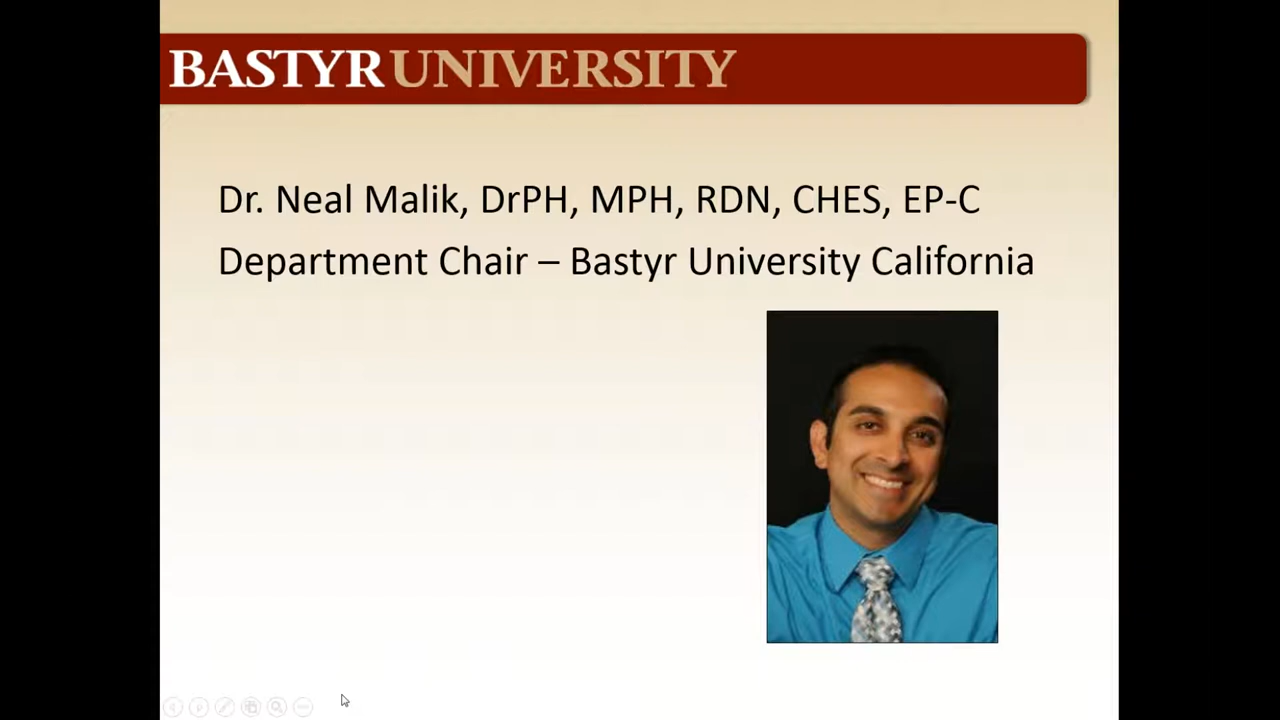 BASTYR UNIVERSITY
Dr. Neal Malik, DrPH, MPH, RDN, CHES, EP-C
Department Chair – Bastyr University California